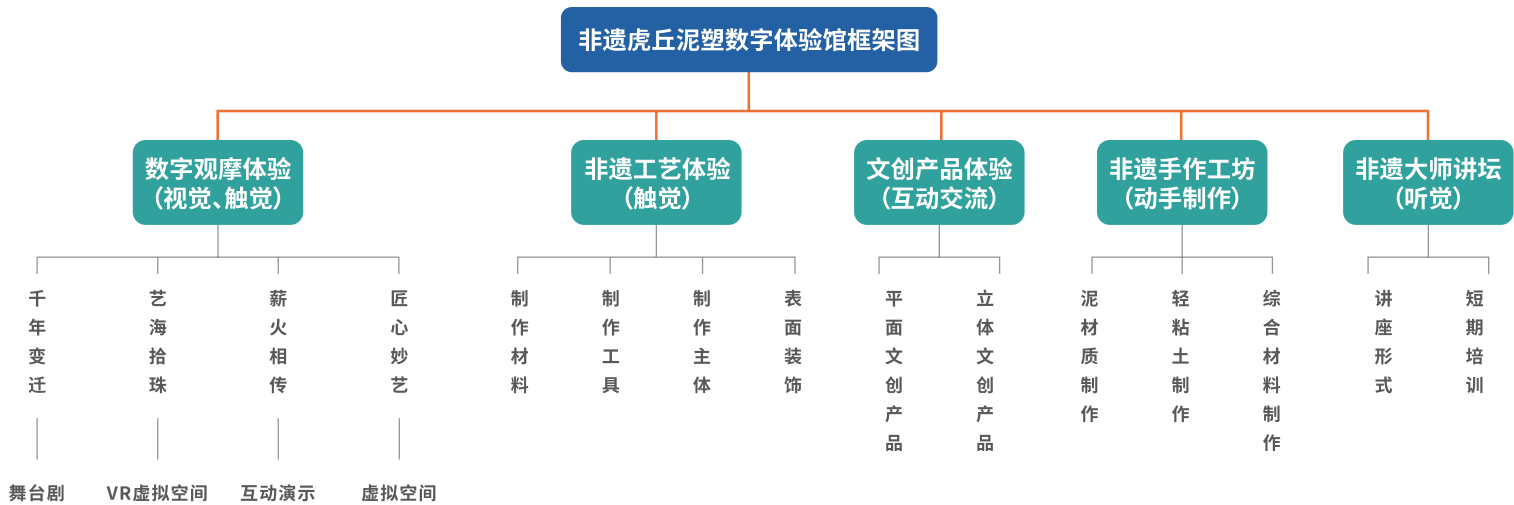 非遗虎丘泥塑数字体验馆框架图
数字观摩体验
（视觉、触觉）
非遗工艺体验
（触觉）
文创产品体验
（互动交流）
非遗手作工坊
（动手制作）
非遗大师讲坛
（听觉）
千年变迁
艺海拾珠
薪火相传
匠心妙艺
制作材料
制作工具
制作主体
表面装饰
平面文创产品
立体文创产品
泥材质制作
轻粘土制作
综合材料制作
讲座形式
短期培训
舞台剧
VR虚拟空间
互动演示
虚拟空间